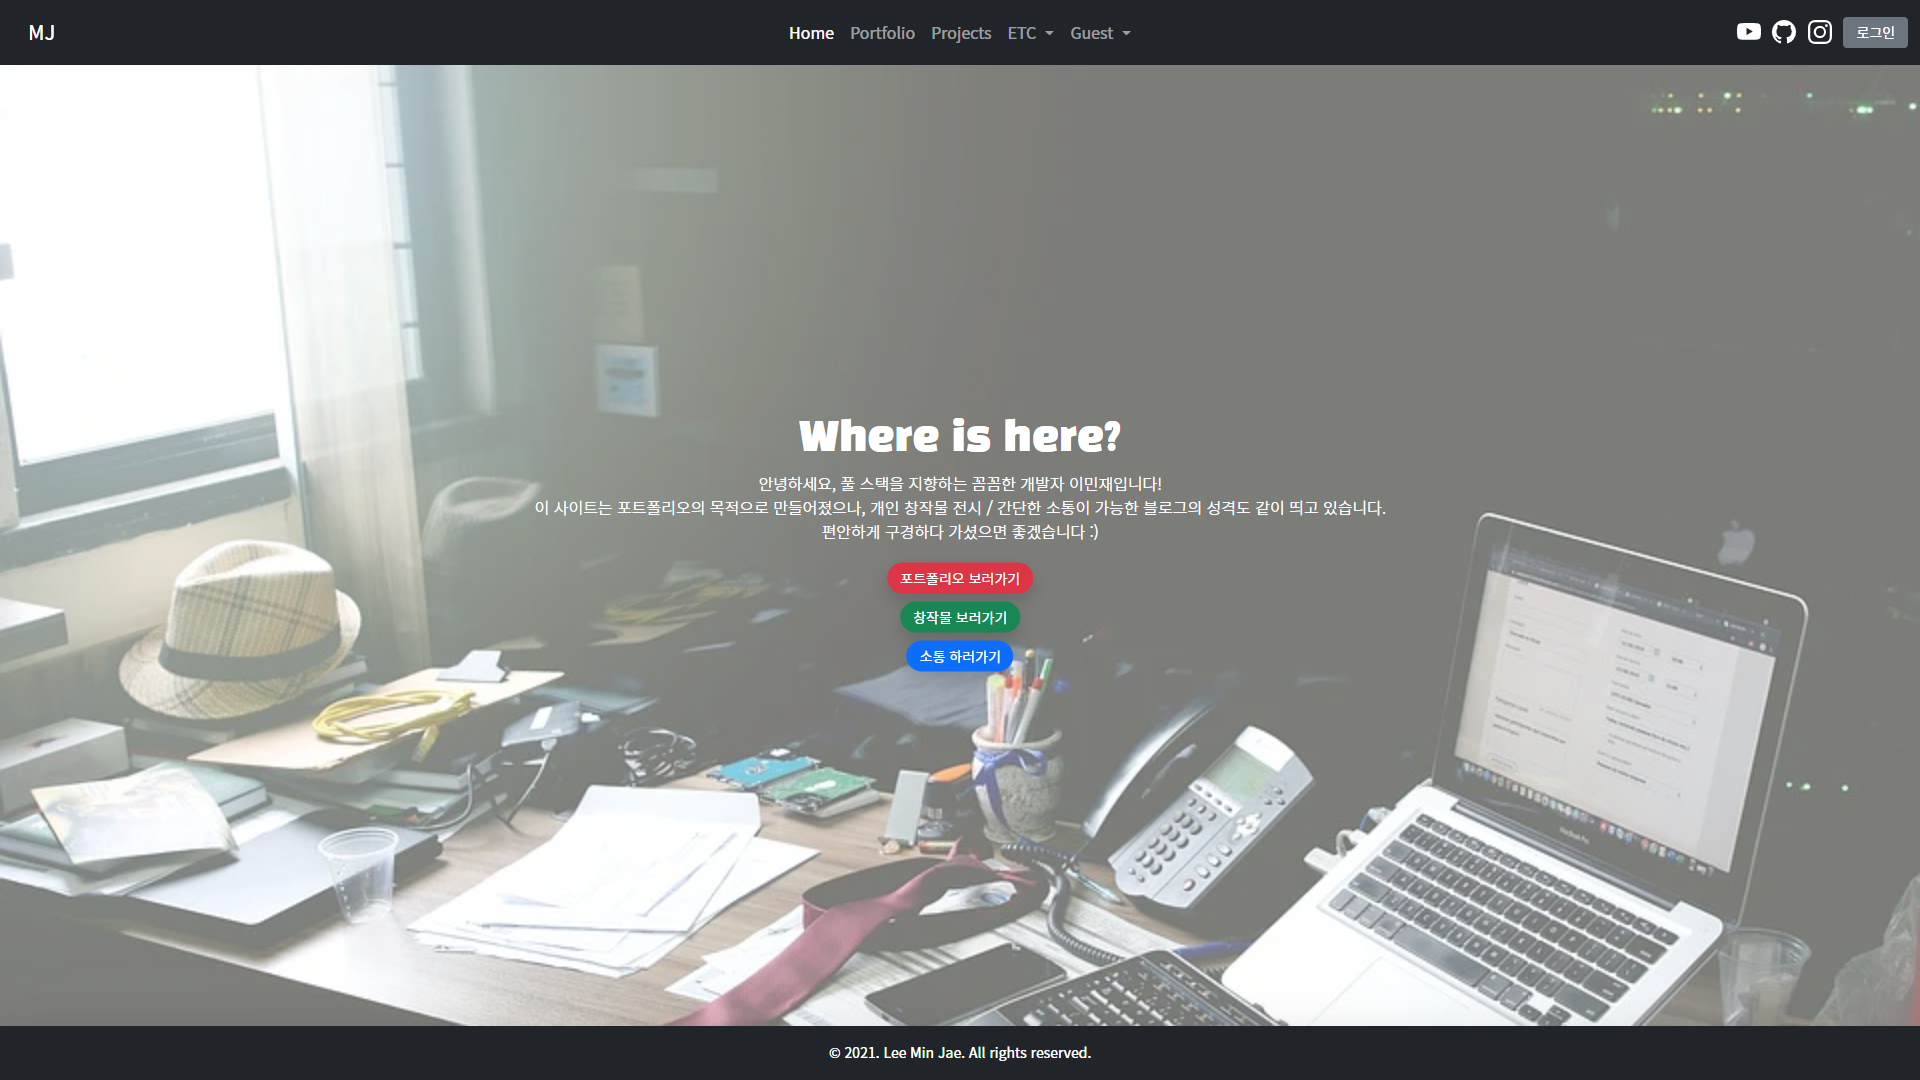 MJ
Home Portfolio Projects ETC Guest
로그인
Where is here?
안녕하세요, 풀 스택을 지향하는 꼼꼼한 개발자 이민재입니다!
이 사이트는 포트폴리오의 목적으로 만들어졌으나, 개인 창작물 전시 / 간단한 소통이 가능한 블로그의 성격도 같이 띄고 있습니다.
편안하게 구경하다 가셨으면 좋겠습니다 :)
포트폴리오 보러가기
창작물 보러가기
소통 하러가기
MacBook Pro
© 2021. Lee Min Jae. All rights reserved.